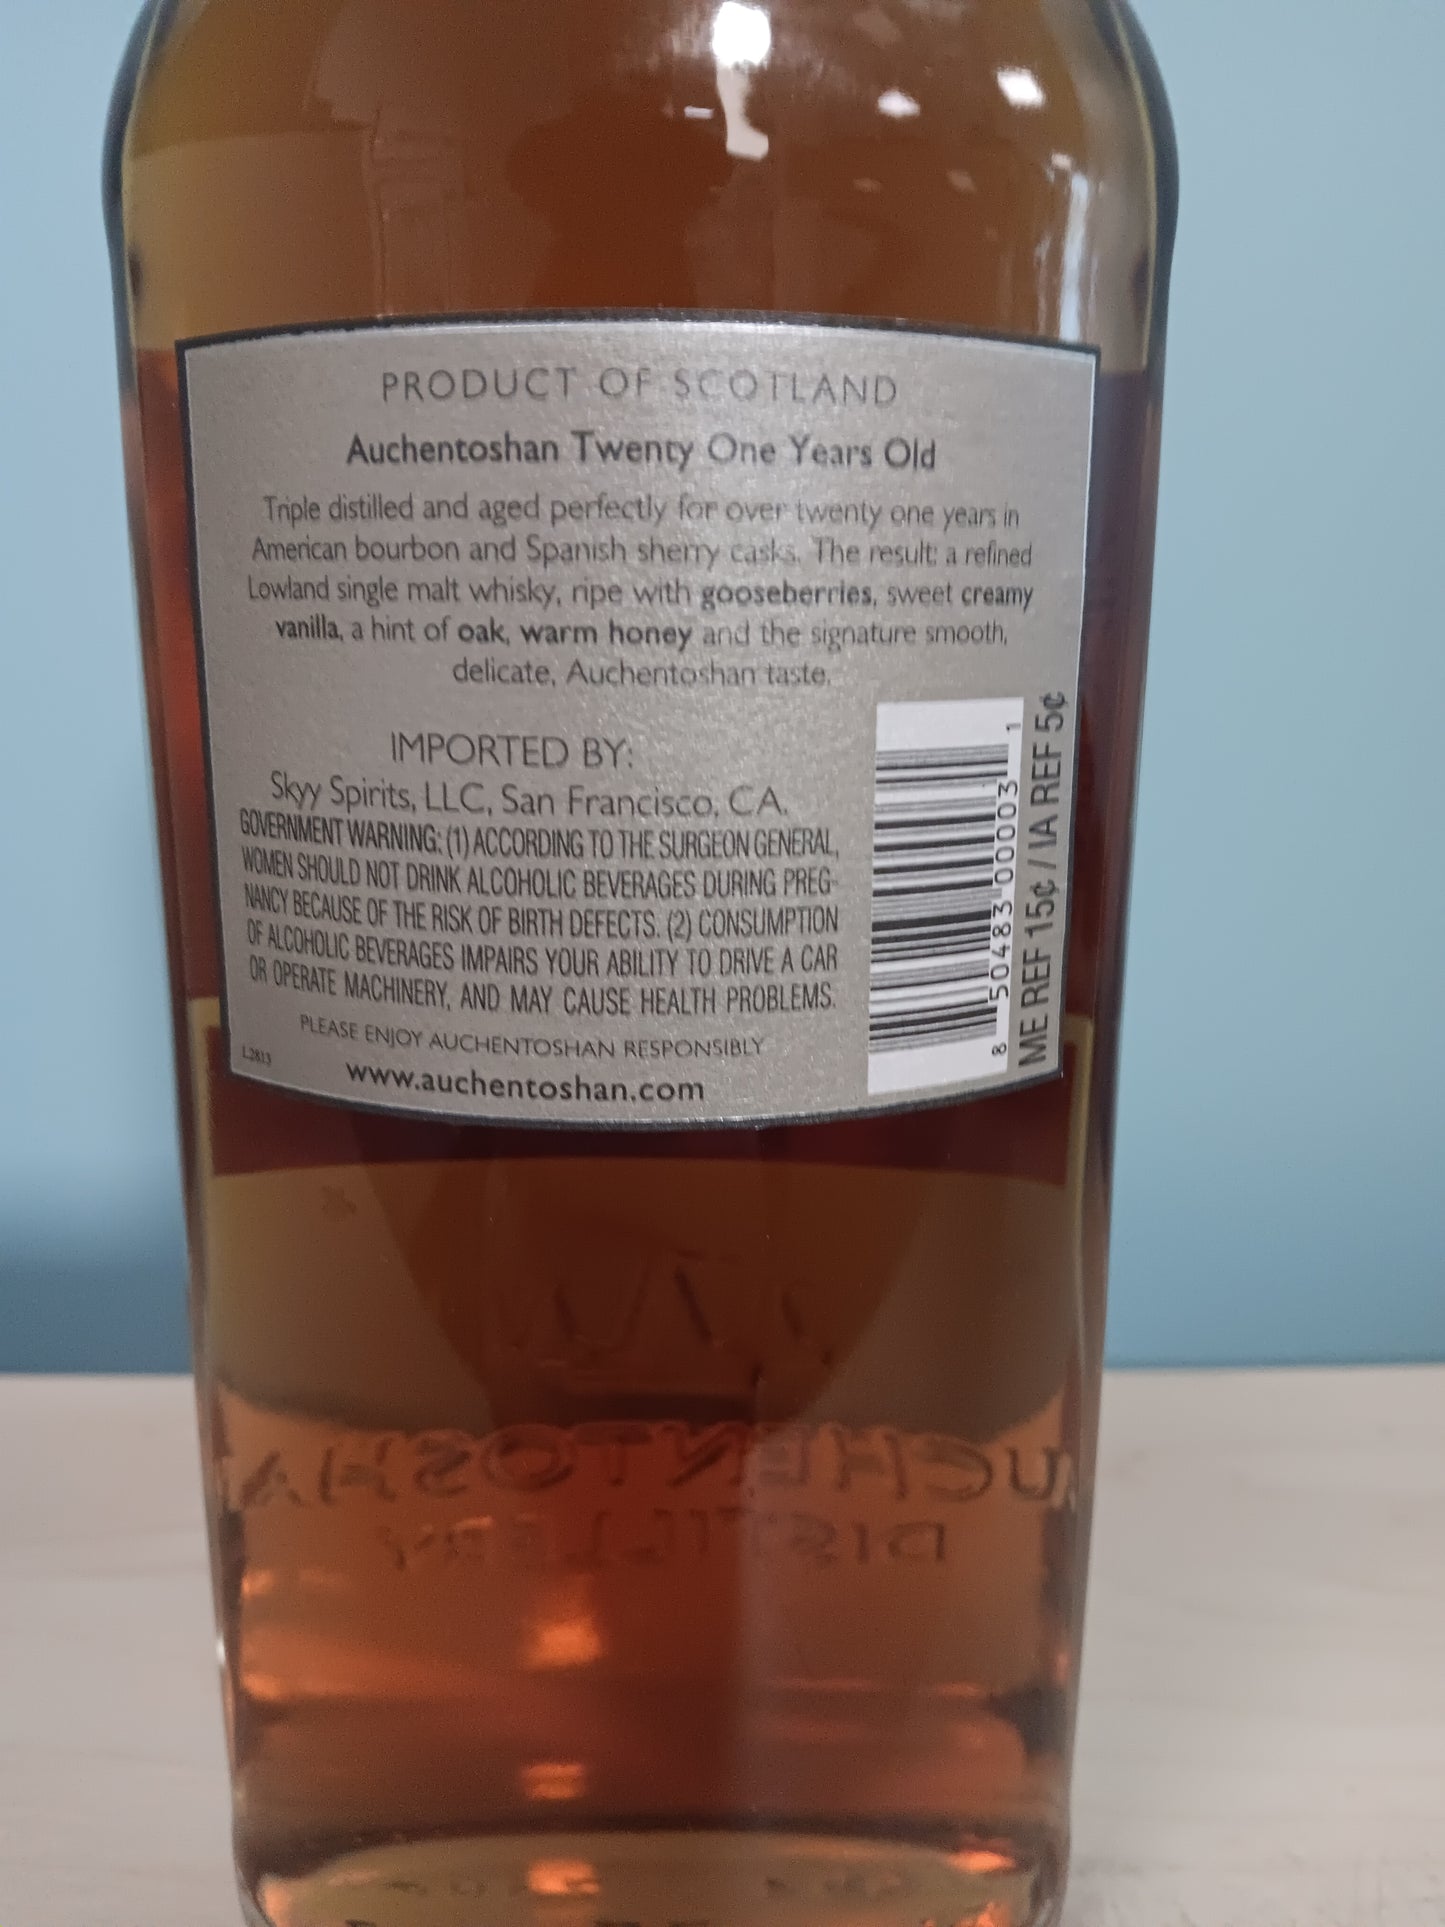 PRODUCT OF SCOTLAND
Auchentoshan Twenty One Years Old
Triple distilled and aged perfectly for over twenty one years in
American bourbon and Spanish sherry casks. The result: a refined
Lowland single malt whisky, ripe with gooseberries, sweet creamy
vanilla, a hint of oak, warm honey and the signature smooth,
delicate, Auchentoshan taste.
IMPORTED BY:
Skyy Spirits, LLC, San Francisco, CA.
GOVERNMENT WARNING: (1) ACCORDING TO THE SURGEON GENERAL,
WOMEN SHOULD NOT DRINK ALCOHOLIC BEVERAGES DURING PREG-
NANCY BECAUSE OF THE RISK OF BIRTH DEFECTS. (2) CONSUMPTION
OF ALCOHOLIC BEVERAGES IMPAIRS YOUR ABILITY TO DRIVE A CAR
OR OPERATE MACHINERY, AND MAY CAUSE HEALTH PROBLEMS.
PLEASE ENJOY AUCHENTOSHAN RESPONSIBLY
L2813
www.auchentoshan.com
8 50483 00003 1
ME REF 15¢ / IA REF 5¢
UCHENTOSHA
DISTILLERY